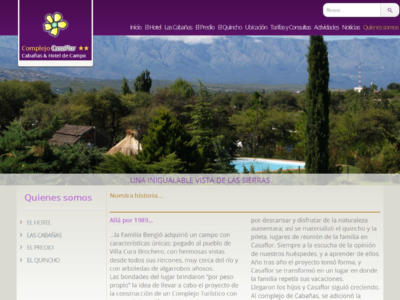 Buscar
Inicio El Hotel Las Cabañas El Predio El Quincho Ubicación Tarifas y Consultas Actividades Noticias Quienes somos
Complejo Casaflor
Cabañas & Hotel de Campo
UNA INIGUALABLE VISTA DE LAS SIERRAS
Quienes somos
EL HOTEL
LAS CABAÑAS
EL PREDIO
EL QUINCHO
Nuestra historia...
Allá por 1989...
...la Familia Bengió adquirió un campo con
características únicas: pegado al pueblo de
Villa Cura Brochero, con hermosas vistas
desde todos sus rincones, muy cerca del río y
con arboledas de algarrobos añosos.
Las bondades del lugar brindaron "por peso
propio" la idea de llevar a cabo el proyecto de
la construcción de un Complejo Turístico con
por descansar y disfrutar de la naturaleza
aumentara; así se materializó el quincho y la
pileta, lugares de reunión de la familia en
Casaflor. Siempre a la escucha de la opinión
de nuestros huéspedes, y a aprender de ellos.
Año tras año el proyecto tomó forma, y
Casaflor se transformó en un lugar en donde
la familia repetía sus vacaciones.
Llegaron los hijos y Casaflor siguió creciendo.
Al complejo de Cabañas, se adicionó la